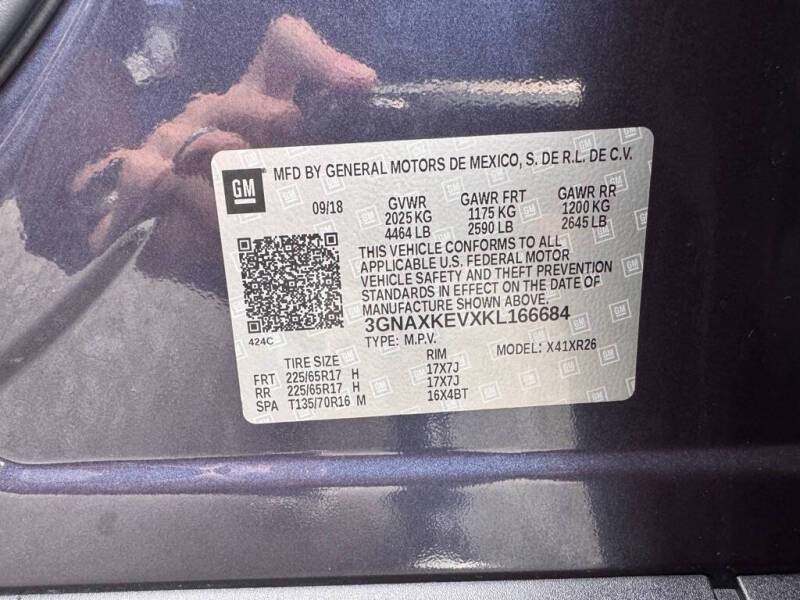 GM
MFD BY GENERAL MOTORS DE MEXICO, S. DE R.L. DE C.V.
09/18 GVWR GAWR FRT GAWR RR
2025 KG 1175 KG 1200 KG
4464 LB 2590 LB 2645 LB
THIS VEHICLE CONFORMS TO ALL
APPLICABLE U.S. FEDERAL MOTOR
VEHICLE SAFETY AND THEFT PREVENTION
STANDARDS IN EFFECT ON THE DATE OF
MANUFACTURE SHOWN ABOVE.
3GNAXKEVXKL166684
424C
TYPE: M.P.V. MODEL: X41XR26
TIRE SIZE RIM
FRT 225/65R17 H 17X7J
RR 225/65R17 H 17X7J
SPA T135/70R16 M 16X4BT